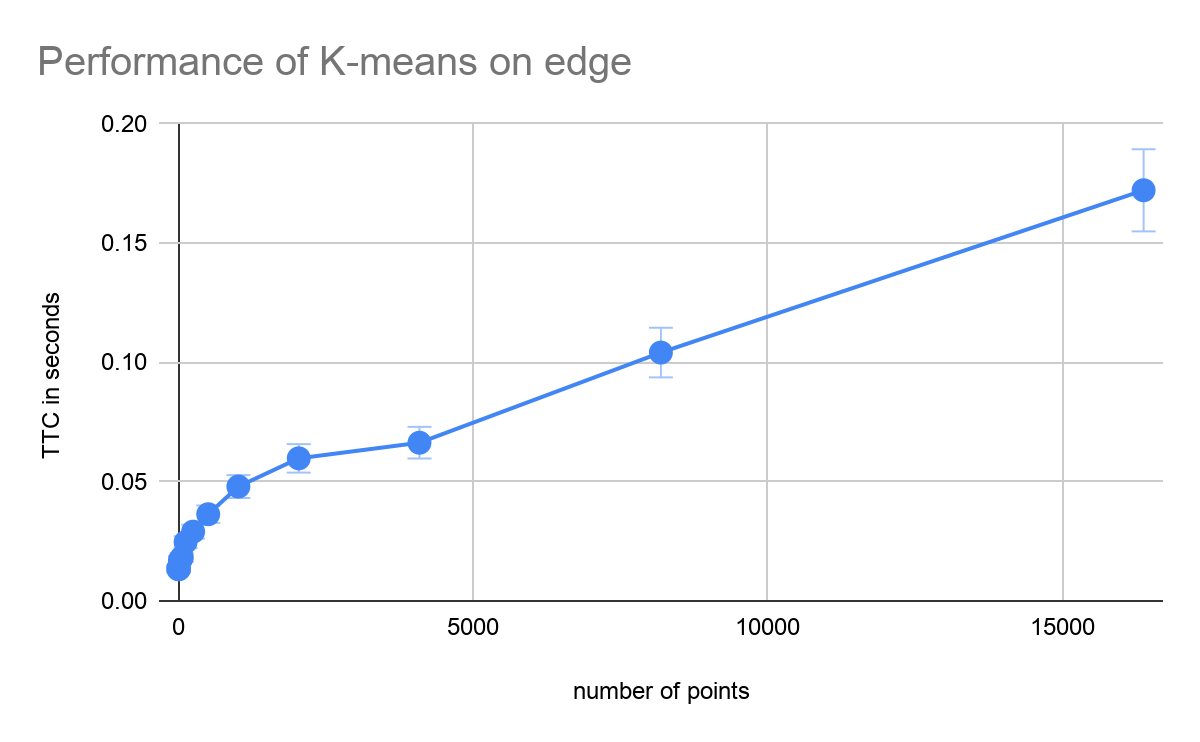 Performance of K-means on edge
0.20
0.15
0.10
0.05
0.00
TTC in seconds
0 5000 10000 15000
number of points